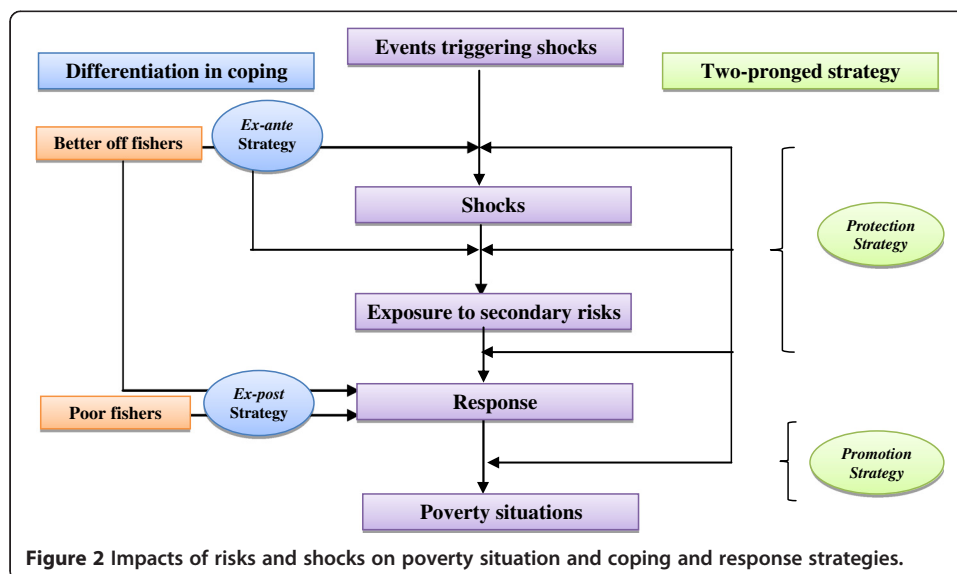 Events triggering shocks
Differentiation in coping
Two-pronged strategy
Ex-ante
Strategy
Better off fishers
Shocks
Protection
Strategy
Exposure to secondary risks
Ex-post
Strategy
Poor fishers
Response
Promotion
Strategy
Poverty situations
Figure 2 Impacts of risks and shocks on poverty situation and coping and response strategies.